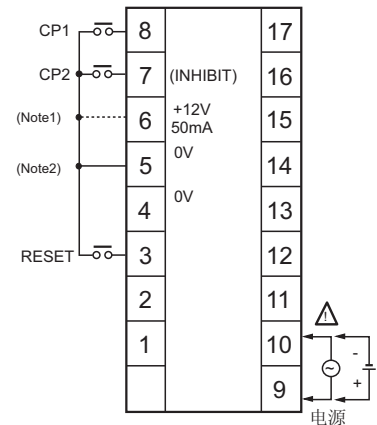 CP1 8 17
CP2 7 (INHIBIT) 16
(Note1) 6 +12V 50mA 15
(Note2) 5 0V 14
4 0V 13
RESET 3 12
2 11
1 10 ! ~ - +
9
电源